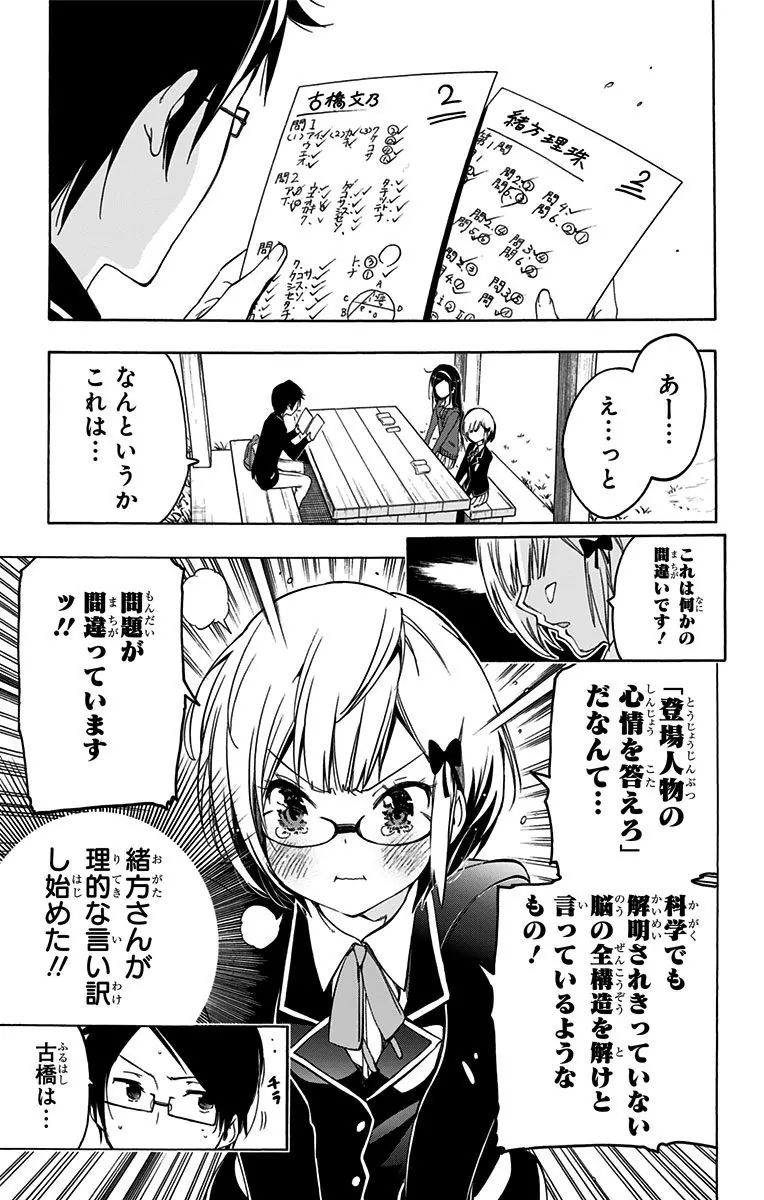 緒方理珠
2
古橋文乃
2
問1
問2
あー…
え…っと
なんというか
これは…
これは何かの
間違いです!
「登場人物の
心情を答えろ」
だなんて…
科学でも
解明されきっていない
脳の全構造を解けと
言っているような
もの!
問題が
間違っています
ッ!!
緒方さんが
理的な言い訳
し始めた!!
チラ
古橋は…